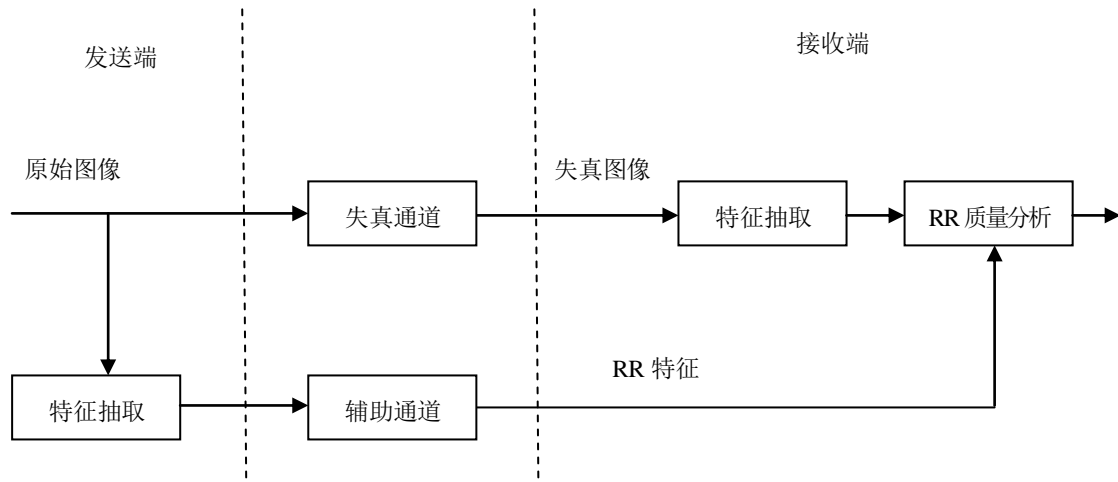 发送端
接收端
原始图像
失真图像
失真通道
特征抽取
RR 质量分析
RR 特征
特征抽取
辅助通道